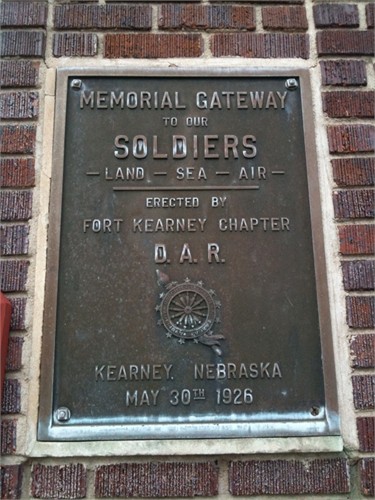 MEMORIAL GATEWAY
TO OUR
SOLDIERS
- LAND - SEA - AIR -
ERECTED BY
FORT KEARNEY CHAPTER
D.A.R.
KEARNEY, NEBRASKA
MAY 30TH 1926